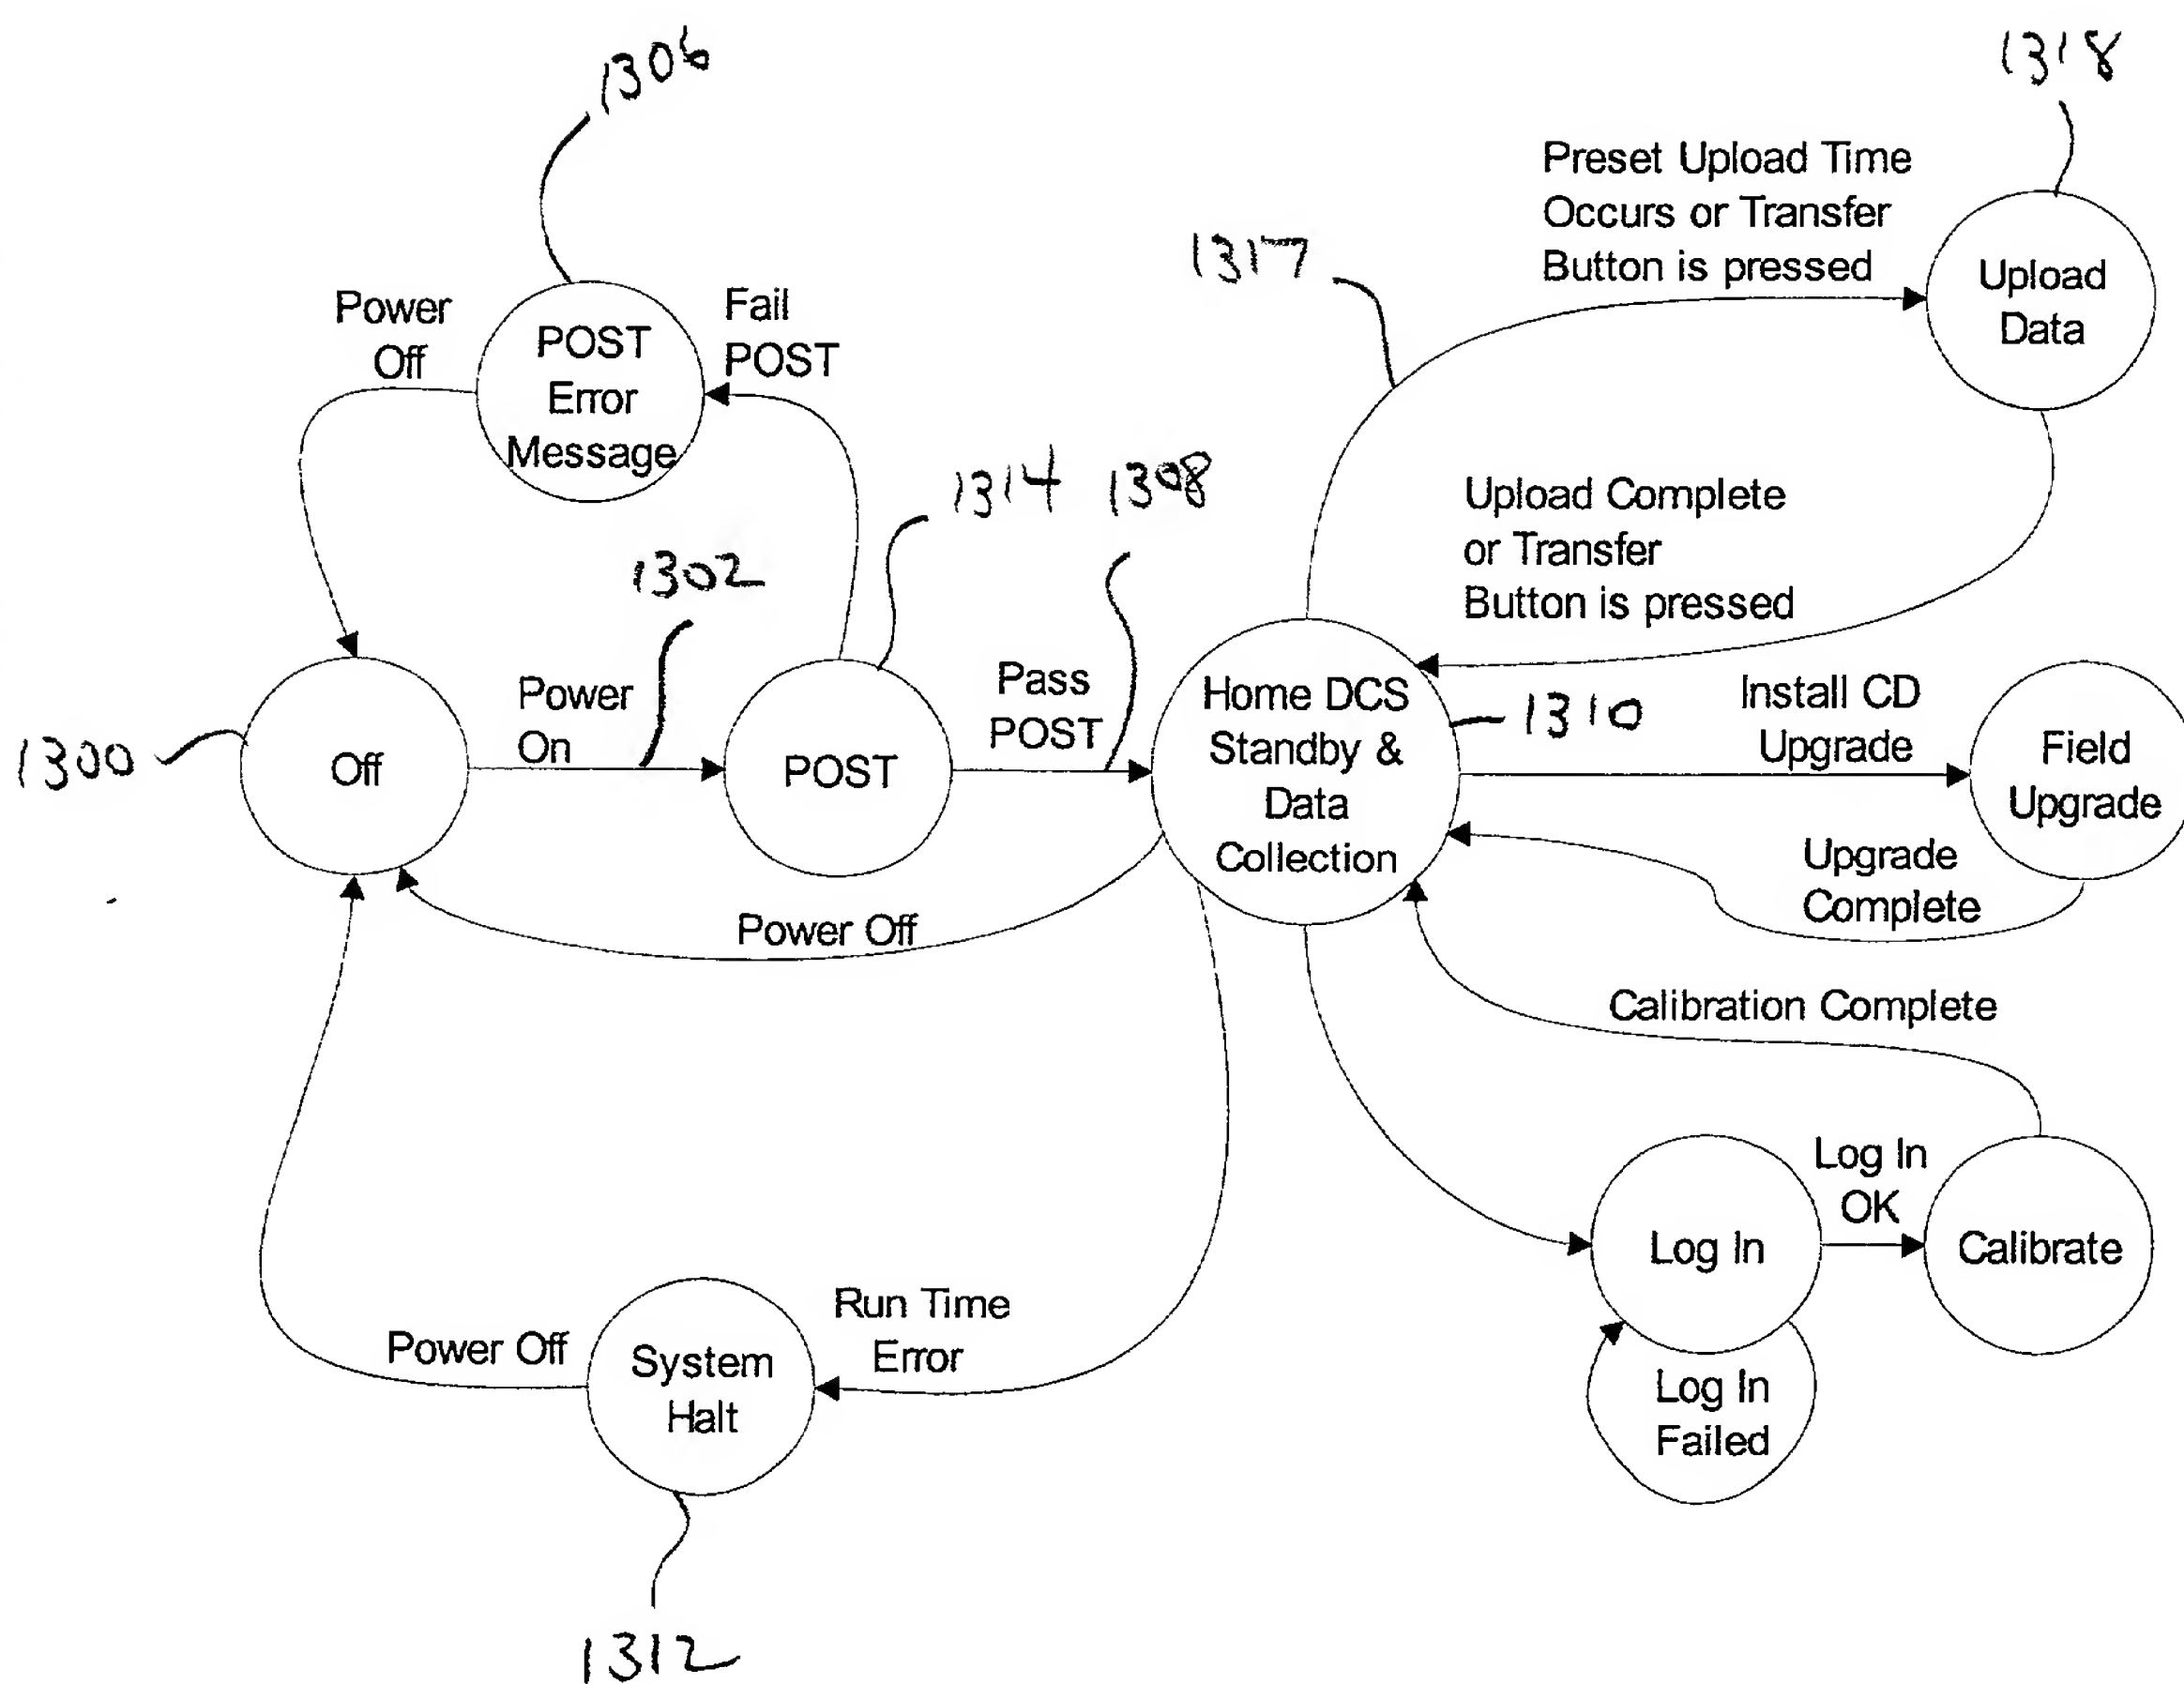 1306
1318
Preset Upload Time
Occurs or Transfer
Button is pressed
1317
Upload
Data
Power
Off
Fail
POST
POST
Error
Message
1314
1308
Upload Complete
or Transfer
Button is pressed
1302
1300
Off
Power
On
POST
Pass
POST
Home DCS
Standby &
Data
Collection
1310
Install CD
Upgrade
Field
Upgrade
Upgrade
Complete
Power Off
Calibration Complete
Log In
Log In
OK
Calibrate
Log In
Failed
Run Time
Error
Power Off
System
Halt
1312